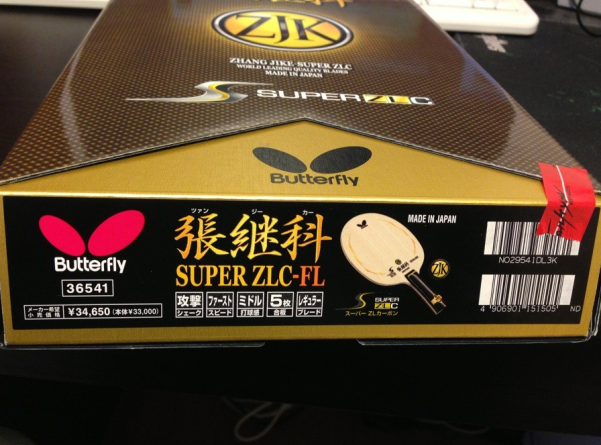 ZJK
ZHANG JIKE·SUPER ZLC
WORLD LEADING QUALITY BLADES
MADE IN JAPAN
SUPER ZLC
Butterfly
Butterfly
36541
メーカー希望
小売価格
¥34,650(本体¥33,000)
ツァン ジー カー
張継科
SUPER ZLC-FL
攻撃
シェーク
ファースト
スピード
ミドル
打球感
5枚
合板
レギュラー
ブレード
MADE IN JAPAN
ZJK
SUPER
ZLC
スーパー ZLカーボン
NO29541DL3K
4 906901 151505 ND